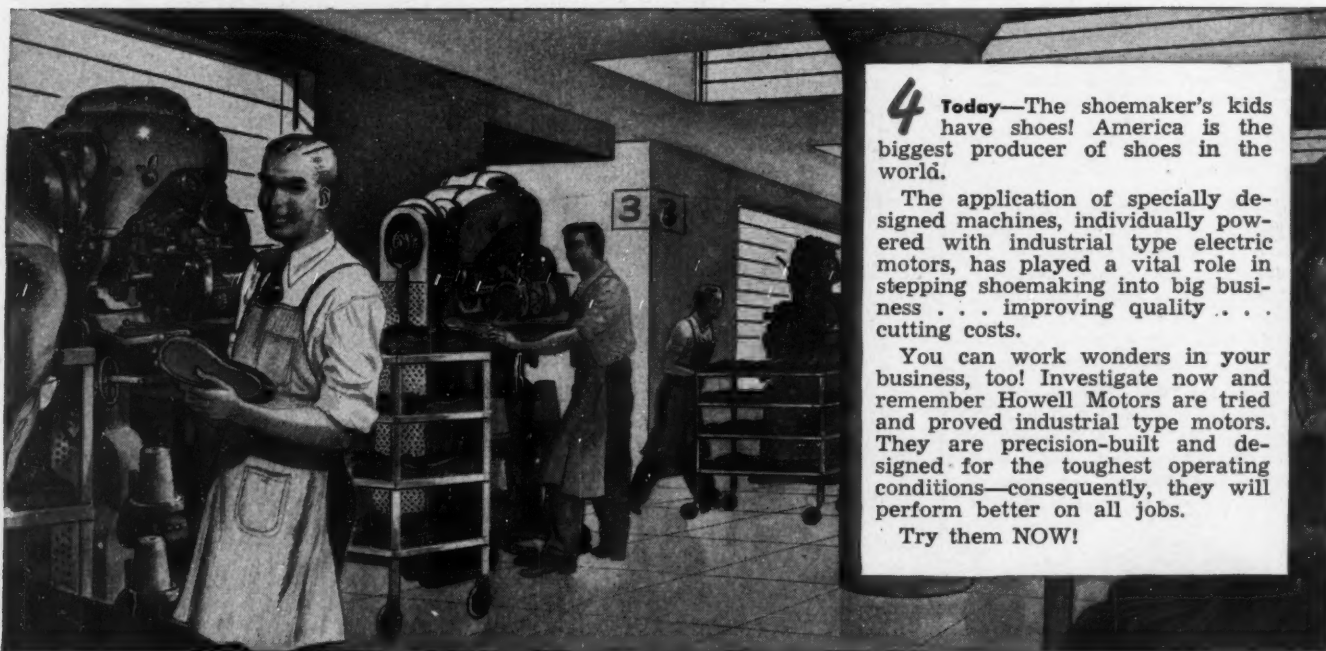 4 Today—The shoemaker's kids
have shoes! America is the
biggest producer of shoes in the
world.
The application of specially de-
signed machines, individually pow-
ered with industrial type electric
motors, has played a vital role in
stepping shoemaking into big busi-
ness . . . improving quality . . .
cutting costs.
You can work wonders in your
business, too! Investigate now and
remember Howell Motors are tried
and proved industrial type motors.
They are precision-built and de-
signed for the toughest operating
conditions—consequently, they will
perform better on all jobs.
Try them NOW!
3 3